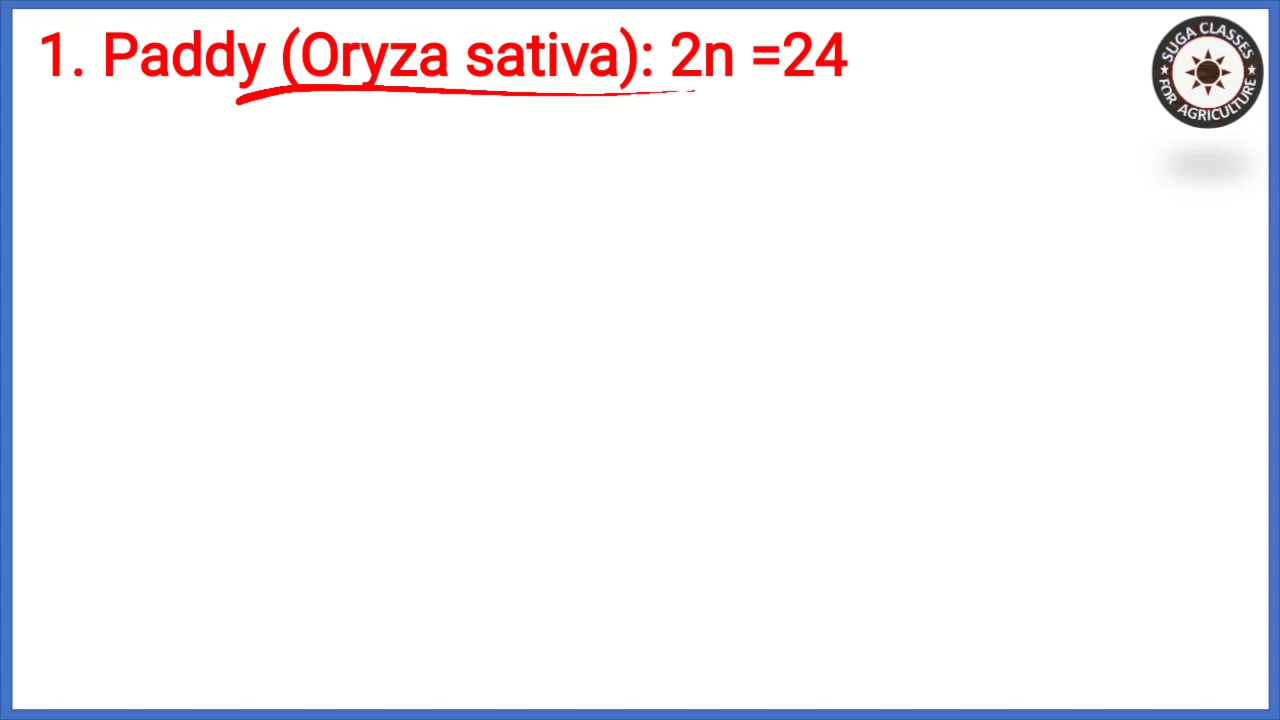 1. Paddy (Oryza sativa): 2n =24
SUGA CLASSES
★ FOR AGRICULTURE ★